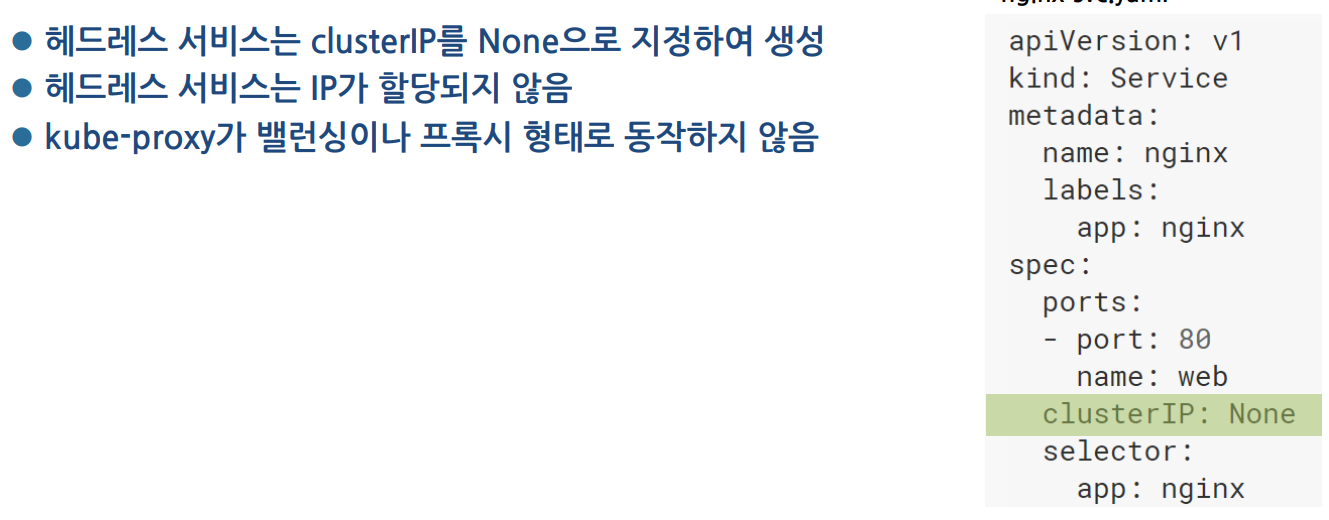 ● 헤드레스 서비스는 clusterIP를 None으로 지정하여 생성
● 헤드레스 서비스는 IP가 할당되지 않음
● kube-proxy가 밸런싱이나 프록시 형태로 동작하지 않음
nginx-svc.yaml
apiVersion: v1
kind: Service
metadata:
  name: nginx
  labels:
    app: nginx
spec:
  ports:
  - port: 80
    name: web
  clusterIP: None
  selector:
    app: nginx